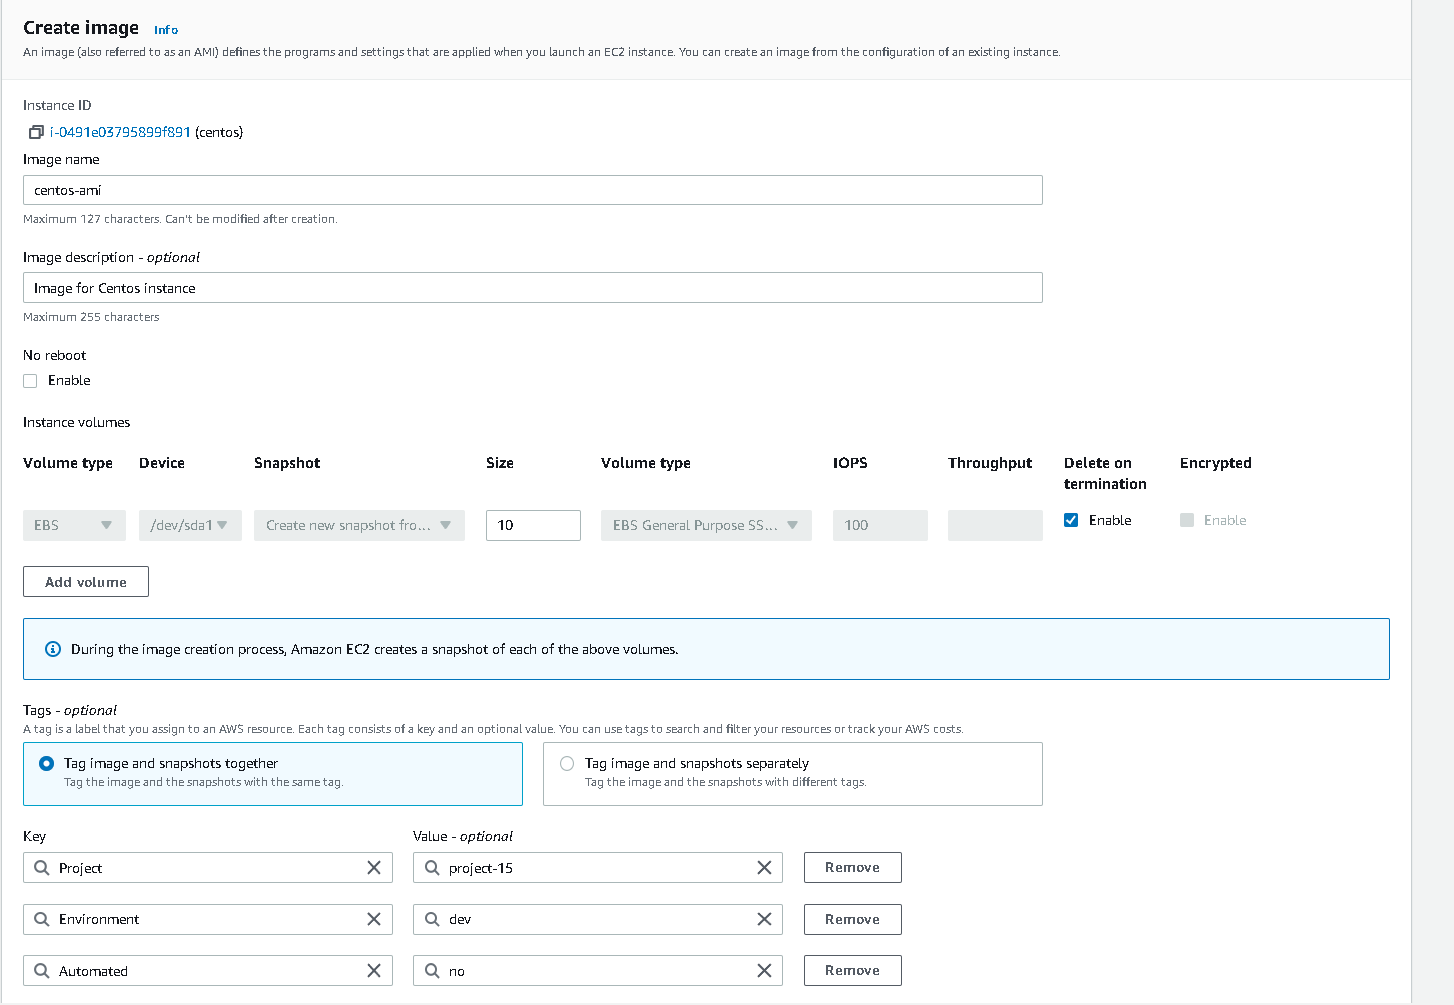 Create image Info
An image (also referred to as an AMI) defines the programs and settings that are applied when you launch an EC2 instance. You can create an image from the configuration of an existing instance.
Instance ID
i-0491e03795899f891 (centos)
Image name
centos-ami
Maximum 127 characters. Can't be modified after creation.
Image description - optional
Image for Centos instance
Maximum 255 characters
No reboot
Enable
Instance volumes
Volume type Device Snapshot Size Volume type IOPS Throughput Delete on termination Encrypted
EBS /dev/sda1 Create new snapshot fro... 10 EBS General Purpose SS... 100 Enable Enable
Add volume
During the image creation process, Amazon EC2 creates a snapshot of each of the above volumes.
Tags - optional
A tag is a label that you assign to an AWS resource. Each tag consists of a key and an optional value. You can use tags to search and filter your resources or track your AWS costs.
Tag image and snapshots together
Tag the image and the snapshots with the same tag.
Tag image and snapshots separately
Tag the image and the snapshots with different tags.
Key Value - optional
Project project-15 Remove
Environment dev Remove
Automated no Remove